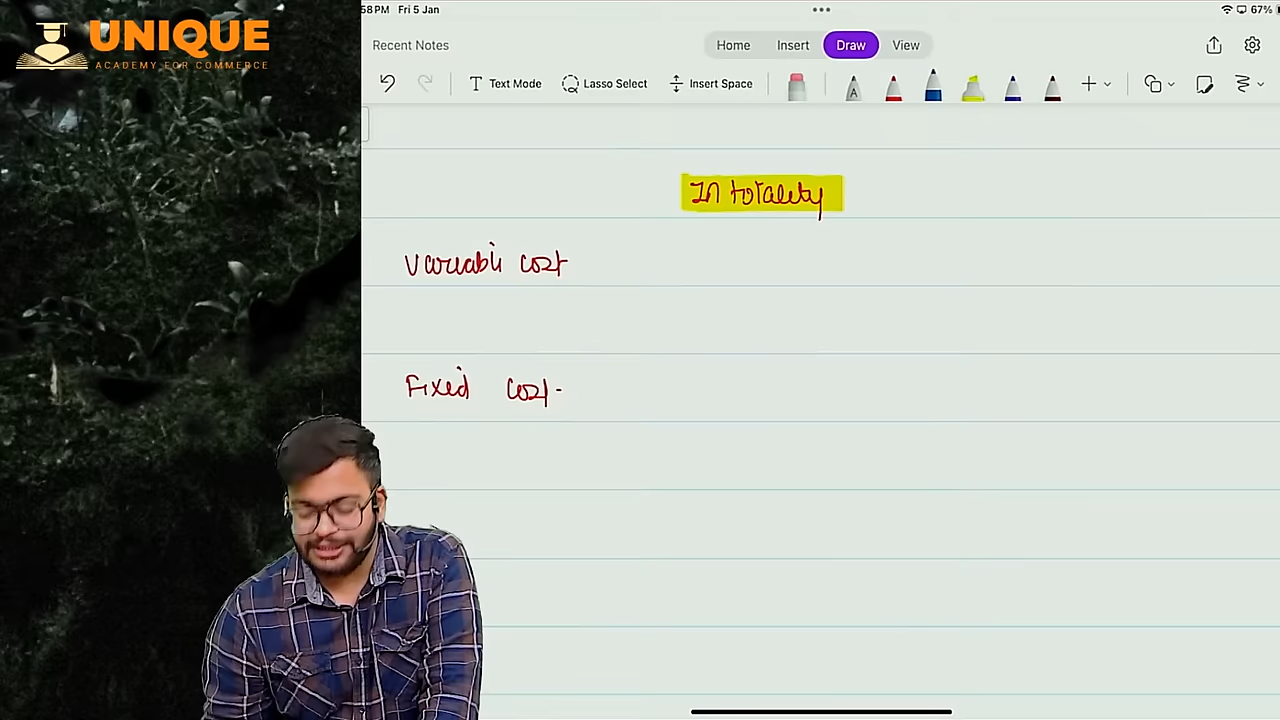 58 PM Fri 5 Jan
67%
UNIQUE
ACADEMY FOR COMMERCE
Recent Notes
Home Insert Draw View
Text Mode Lasso Select Insert Space
A
In totality
Variable cost
Fixed cost